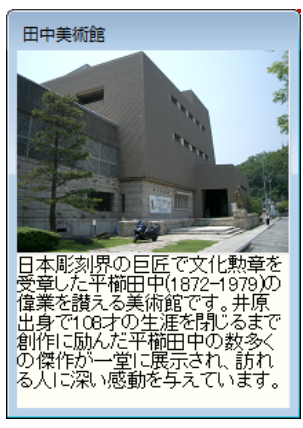 田中美術館
日本彫刻界の巨匠で文化勲章を
受章した平櫛田中(1872-1979)の
偉業を讃える美術館です。井原
出身で108才の生涯を閉じるまで
創作に励んだ平櫛田中の数多く
の傑作が一堂に展示され、訪れ
る人に深い感動を与えています。